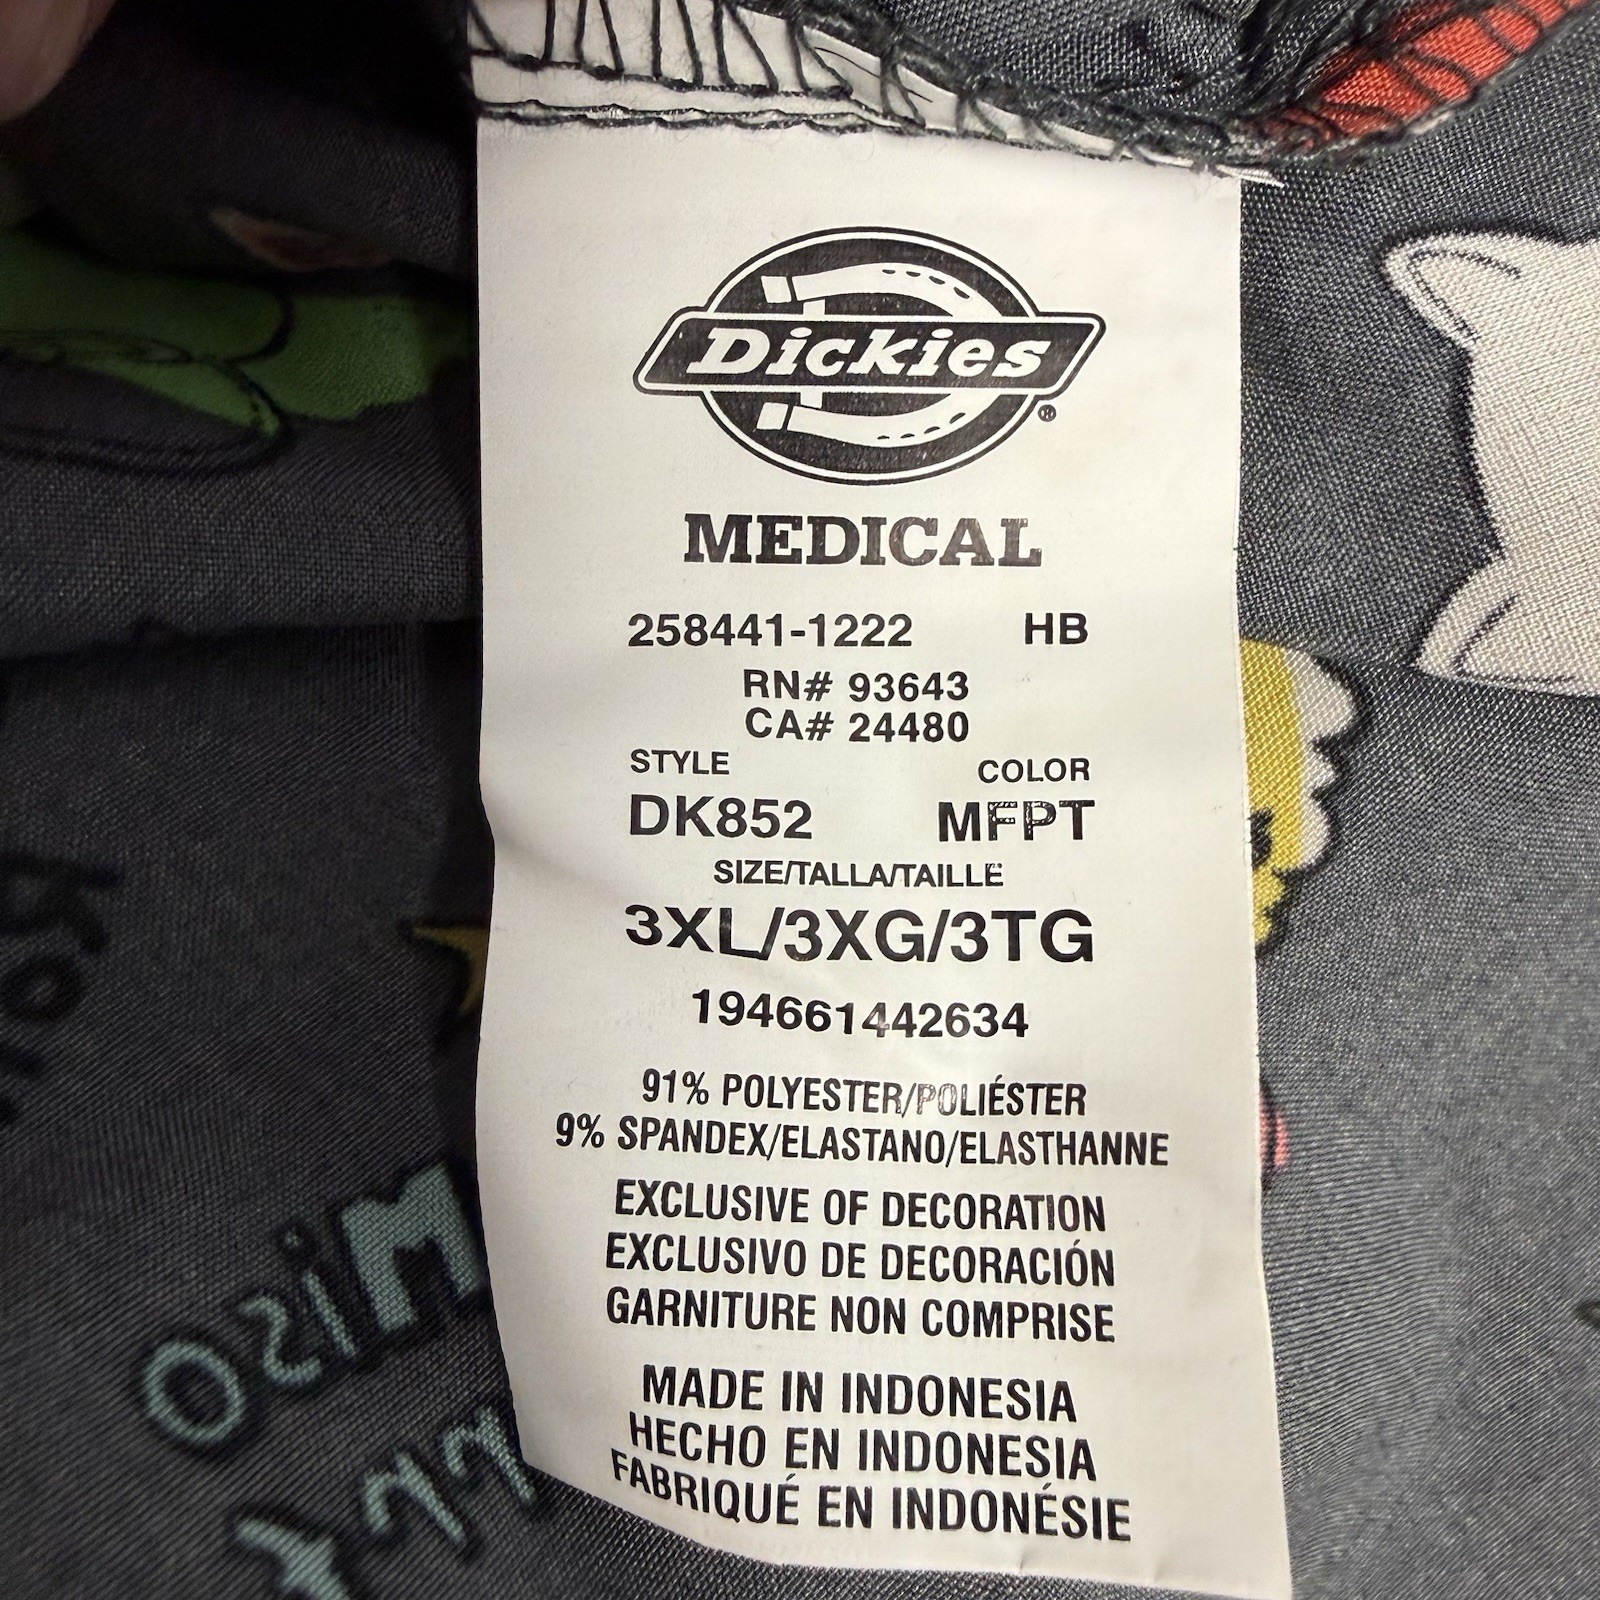 Dickies®
MEDICAL
258441-1222 HB
RN# 93643
CA# 24480
STYLE COLOR
DK852 MFPT
SIZE/TALLA/TAILLE
3XL/3XG/3TG
194661442634
91% POLYESTER/POLIÉSTER
9% SPANDEX/ELASTANO/ELASTHANNE
EXCLUSIVE OF DECORATION
EXCLUSIVO DE DECORACIÓN
GARNITURE NON COMPRISE
MADE IN INDONESIA
HECHO EN INDONESIA
FABRIQUÉ EN INDONÉSIE